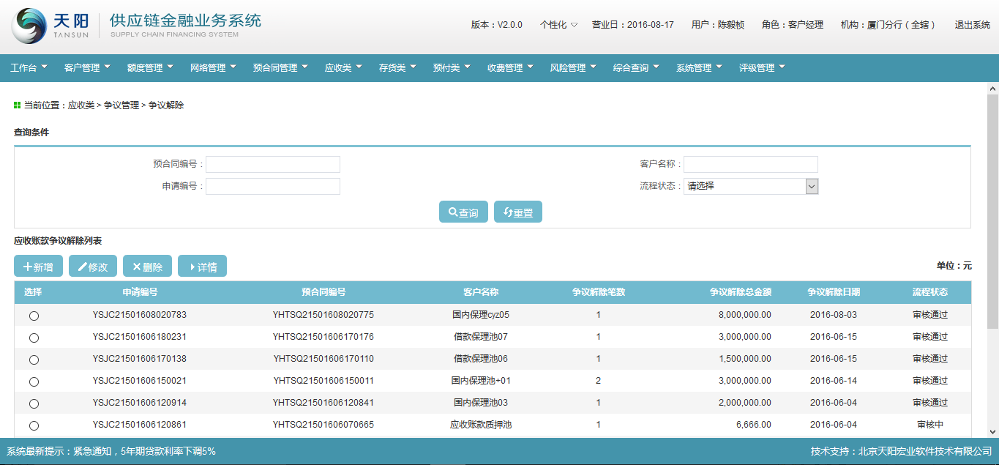 天阳 TANSUN 供应链金融业务系统 SUPPLY CHAIN FINANCING SYSTEM
版本：V2.0.0 个性化 营业日：2016-08-17 用户：陈毅桢 角色：客户经理 机构：厦门分行（全辖） 退出系统
工作台 客户管理 额度管理 网络管理 预合同管理 应收类 存货类 预付类 收费管理 风险管理 综合查询 系统管理 评级管理
当前位置：应收类 > 争议管理 > 争议解除
查询条件
预合同编号： 客户名称：
申请编号： 流程状态： 请选择
查询 重置
应收账款争议解除列表
新增 修改 删除 详情 单位：元
选择 申请编号 预合同编号 客户名称 争议解除笔数 争议解除总金额 争议解除日期 流程状态
YSJC21501608020783 YHTSQ21501608020775 国内保理cyz05 1 8,000,000.00 2016-08-03 审核通过
YSJC21501606180231 YHTSQ21501606170176 借款保理池07 1 3,000,000.00 2016-06-15 审核通过
YSJC21501606170138 YHTSQ21501606170110 借款保理池06 1 1,500,000.00 2016-06-15 审核通过
YSJC21501606150021 YHTSQ21501606150011 国内保理池+01 2 3,000,000.00 2016-06-14 审核通过
YSJC21501606120914 YHTSQ21501606120841 国内保理池03 1 2,000,000.00 2016-06-04 审核通过
YSJC21501606120861 YHTSQ21501606070665 应收账款质押池 1 6,666.00 2016-06-04 审核中
系统最新提示：紧急通知，5年期贷款利率下调5% 技术支持：北京天阳宏业软件技术有限公司